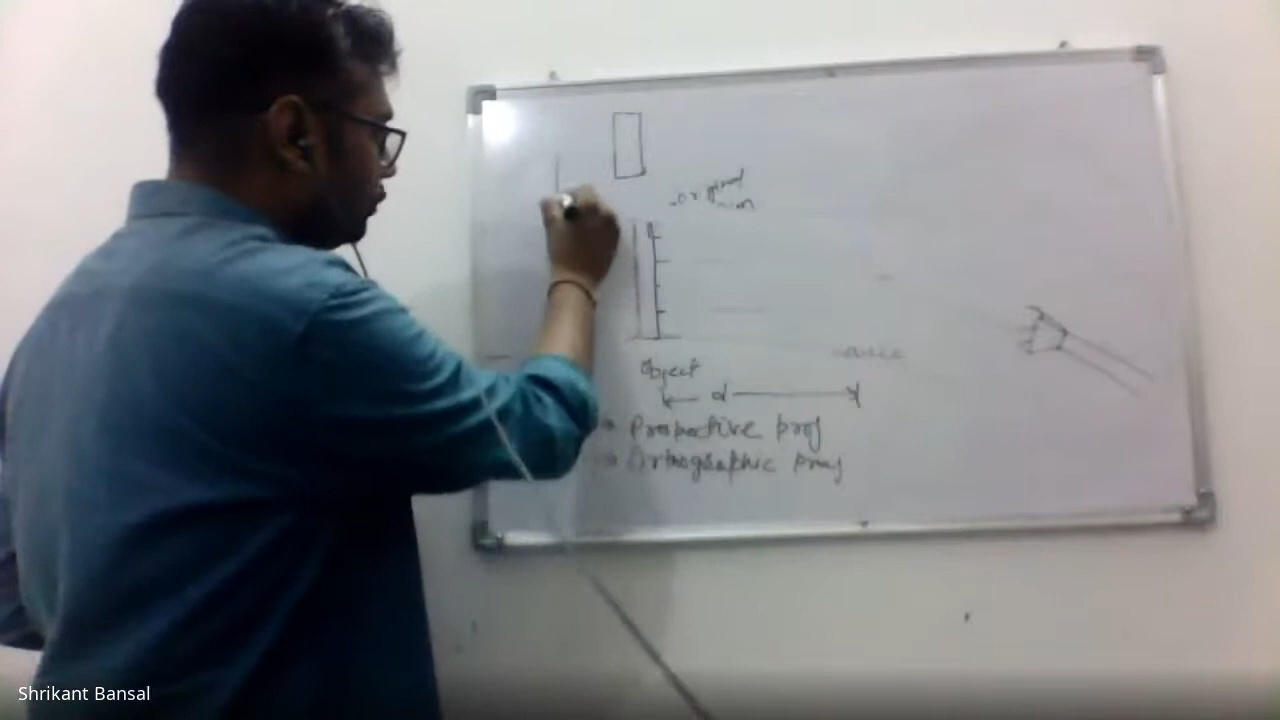 Object
d
Prospective proj
Orthographic proj
Shrikant Bansal